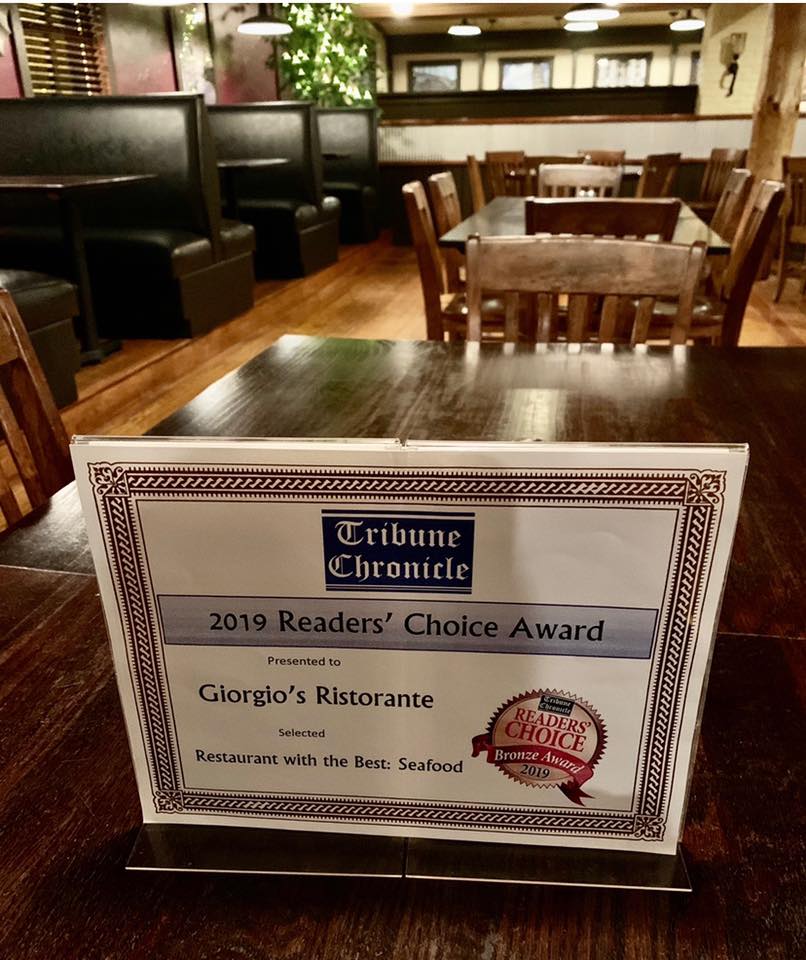 Tribune
Chronicle
2019 Readers' Choice Award
Presented to
Giorgio's Ristorante
Selected
Restaurant with the Best: Seafood
Tribune
Chronicle
READERS'
CHOICE
Bronze Award
2019